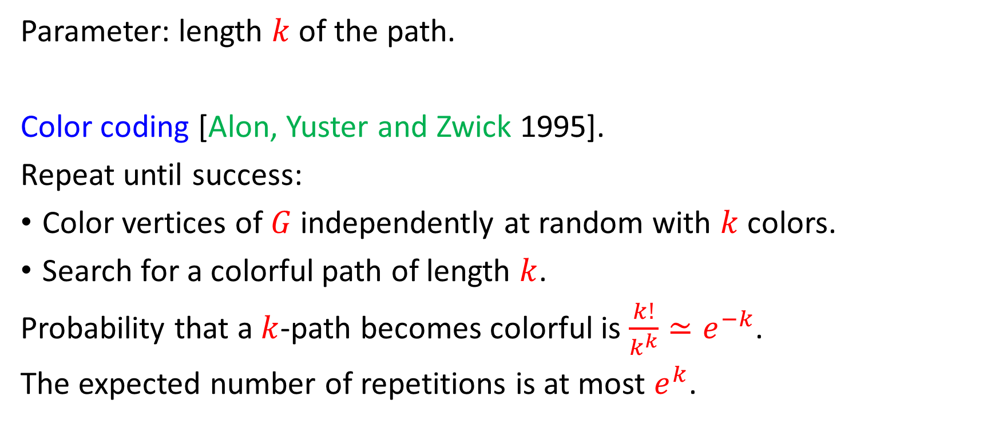 Parameter: length k of the path.
Color coding [Alon, Yuster and Zwick 1995].
Repeat until success:
• Color vertices of G independently at random with k colors.
• Search for a colorful path of length k.
Probability that a k-path becomes colorful is k!/k^k ≃ e^{-k}.
The expected number of repetitions is at most e^k.